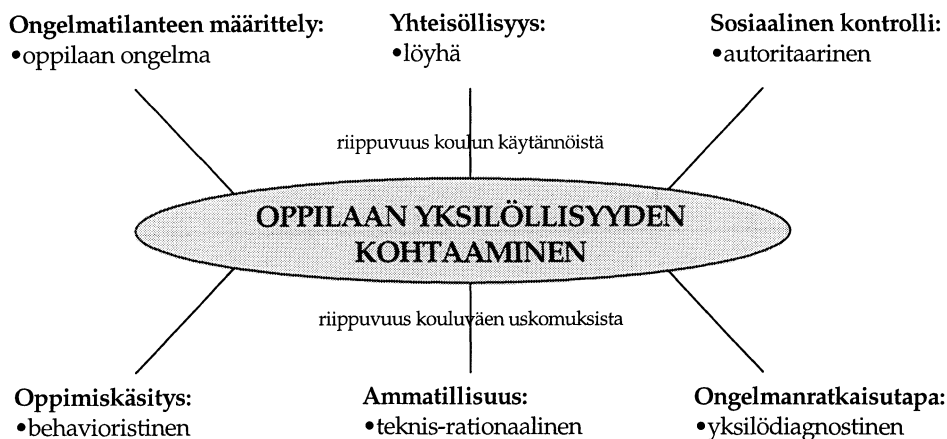 Ongelmatilanteen määrittely:
•oppilaan ongelma
Yhteisöllisyys:
•löyhä
Sosiaalinen kontrolli:
•autoritaarinen
riippuvuus koulun käytännöistä
OPPILAAN YKSILÖLLISYYDEN
KOHTAAMINEN
riippuvuus kouluväen uskomuksista
Oppimiskäsitys:
•behavioristinen
Ammatillisuus:
•teknis-rationaalinen
Ongelmanratkaisutapa:
•yksilödiagnostinen